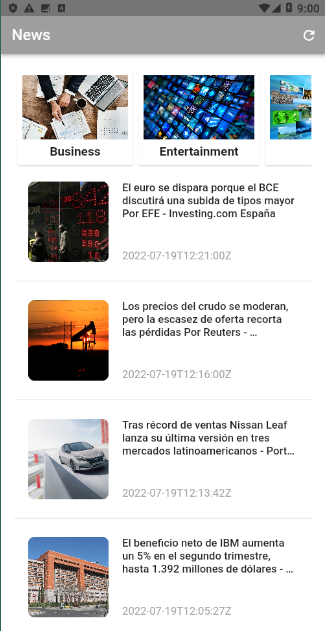 9:00
News
Business
Entertainment
El euro se dispara porque el BCE
discutirá una subida de tipos mayor
Por EFE - Investing.com España
2022-07-19T12:21:00Z
Los precios del crudo se moderan,
pero la escasez de oferta recorta
las pérdidas Por Reuters - ...
2022-07-19T12:16:00Z
Tras récord de ventas Nissan Leaf
lanza su última versión en tres
mercados latinoamericanos - Port...
2022-07-19T12:13:42Z
El beneficio neto de IBM aumenta
un 5% en el segundo trimestre,
hasta 1.392 millones de dólares - ...
2022-07-19T12:05:27Z